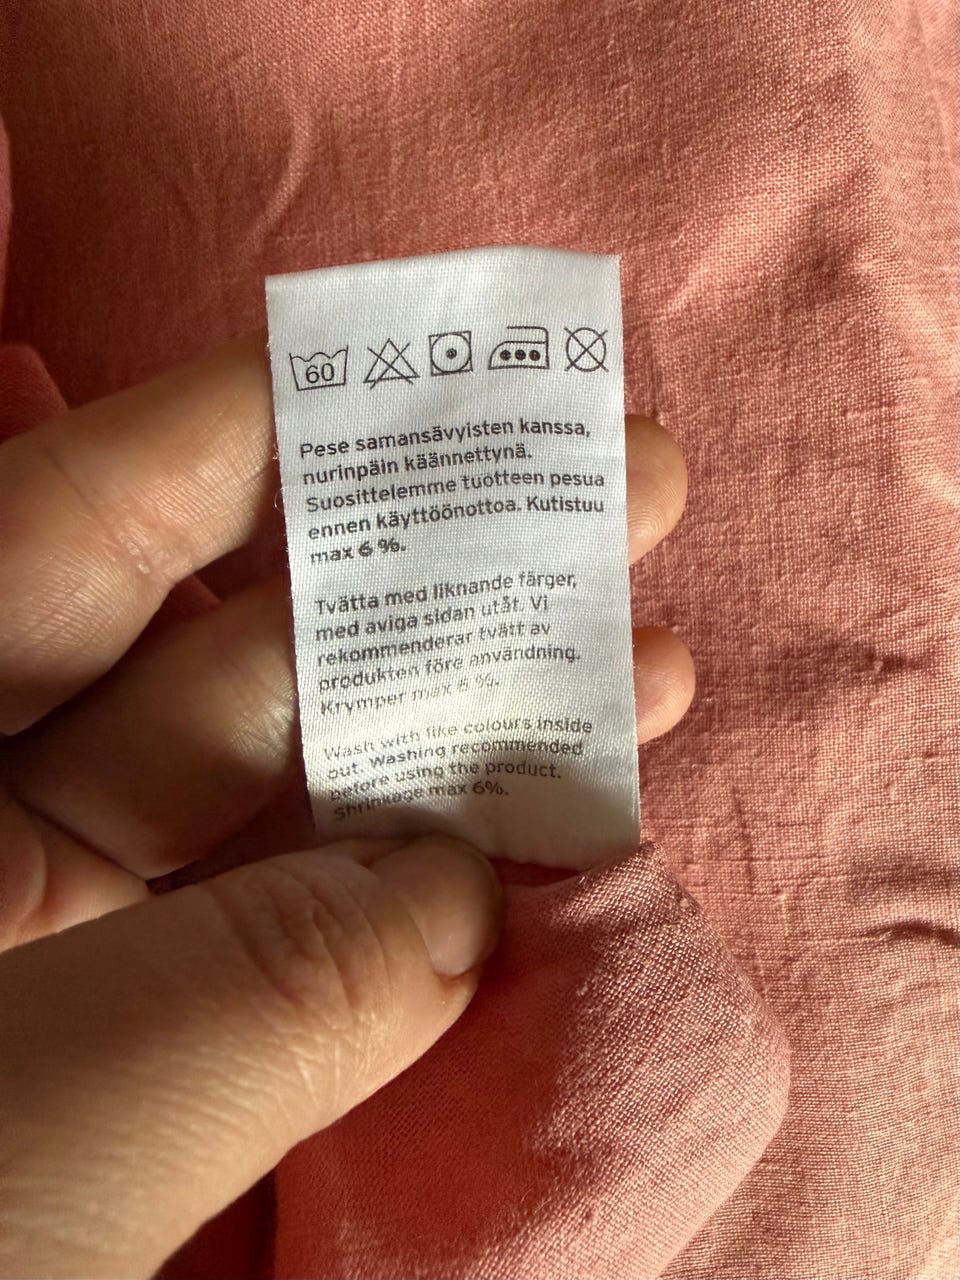 60
Pese samansävyisten kanssa,
nurinpäin käännettynä.
Suosittelemme tuotteen pesua
ennen käyttöönottoa. Kutistuu
max 6 %.
Tvätta med liknande färger,
med aviga sidan utåt. Vi
rekommenderar tvätt av
produkten före användning.
Krymper max 6 %.
Wash with like colours inside
out. Washing recommended
before using the product.
Shrinkage max 6%.